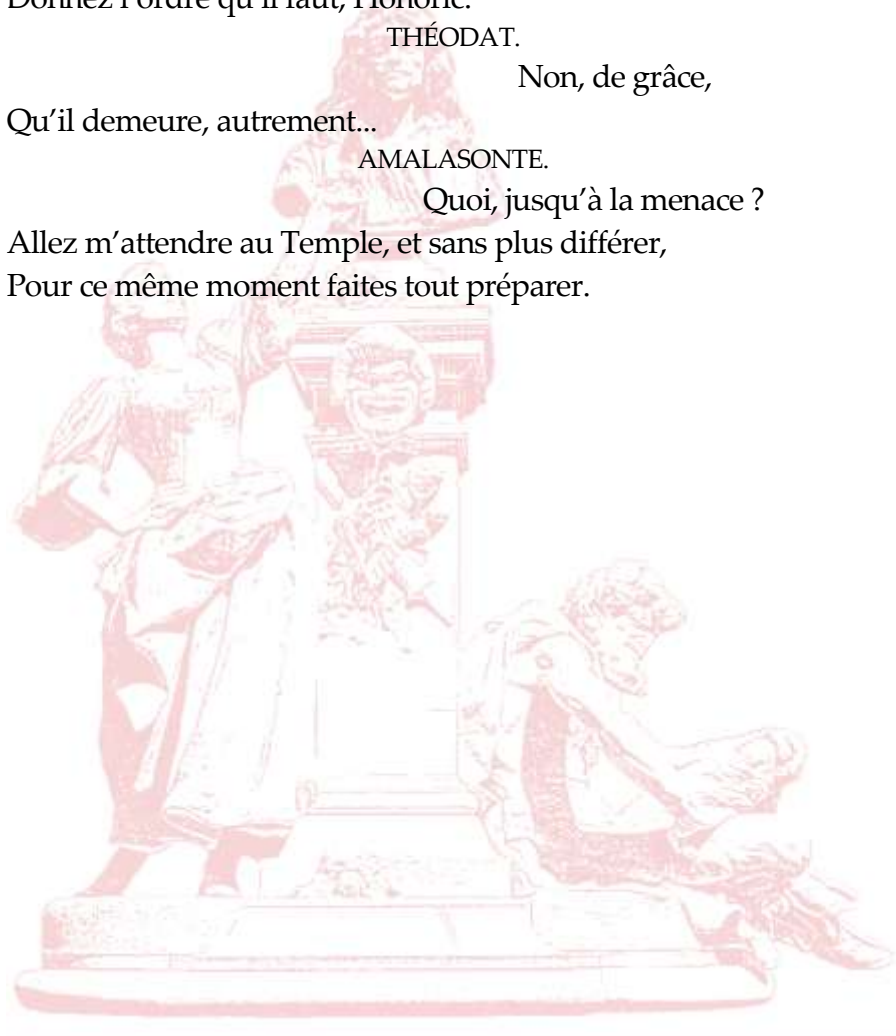 Donnez l'ordre qu'il faut, Honoric.
THÉODAT.
Non, de grâce,
Qu'il demeure, autrement...
AMALASONTE.
Quoi, jusqu'à la menace ?
Allez m'attendre au Temple, et sans plus différer,
Pour ce même moment faites tout préparer.